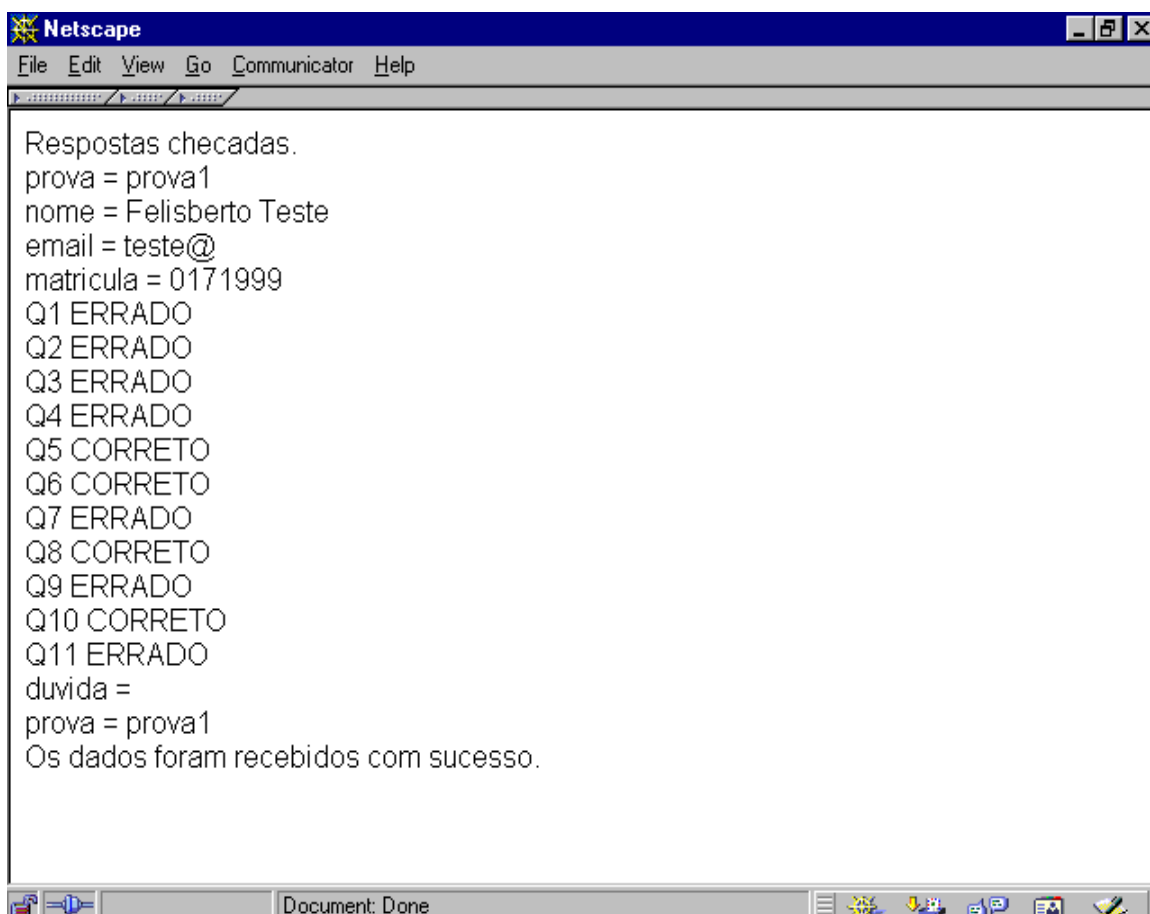 Netscape
File Edit View Go Communicator Help
Respostas checadas.
prova = prova1
nome = Felisberto Teste
email = teste@
matricula = 0171999
Q1 ERRADO
Q2 ERRADO
Q3 ERRADO
Q4 ERRADO
Q5 CORRETO
Q6 CORRETO
Q7 ERRADO
Q8 CORRETO
Q9 ERRADO
Q10 CORRETO
Q11 ERRADO
duvida =
prova = prova1
Os dados foram recebidos com sucesso.
Document: Done